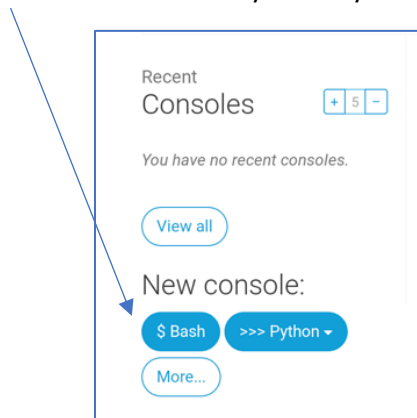 Recent
Consoles + 5 −
You have no recent consoles.
View all
New console:
$ Bash >>> Python
More...